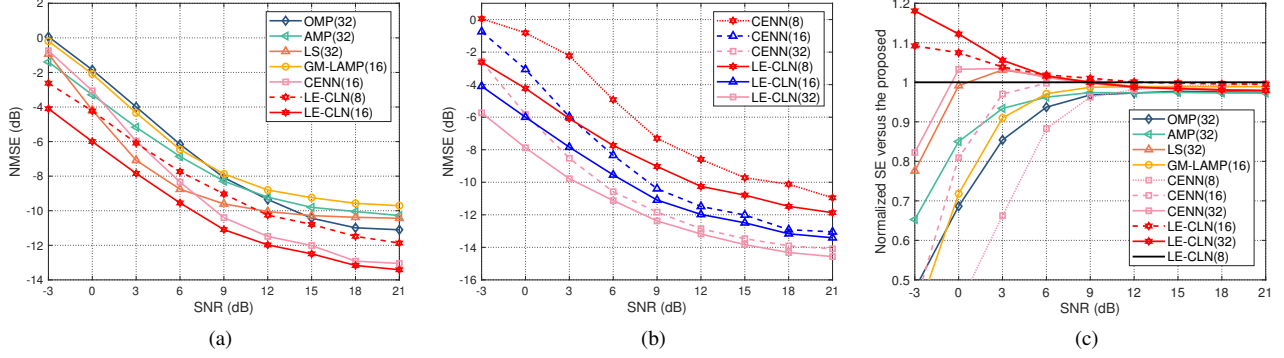 2
0
-2
-4
-6
-8
-10
-12
-14
NMSE (dB)
-3 0 3 6 9 12 15 18 21
SNR (dB)
OMP(32)
AMP(32)
LS(32)
GM-LAMP(16)
CENN(16)
LE-CLN(8)
LE-CLN(16)
(a)
0
-2
-4
-6
-8
-10
-12
-14
-16
NMSE (dB)
-3 0 3 6 9 12 15 18 21
SNR (dB)
CENN(8)
CENN(16)
CENN(32)
LE-CLN(8)
LE-CLN(16)
LE-CLN(32)
(b)
1.2
1.1
1
0.9
0.8
0.7
0.6
0.5
Normalized SE versus the proposed
-3 0 3 6 9 12 15 18 21
SNR (dB)
OMP(32)
AMP(32)
LS(32)
GM-LAMP(16)
CENN(8)
CENN(16)
CENN(32)
LE-CLN(16)
LE-CLN(32)
LE-CLN(8)
(c)